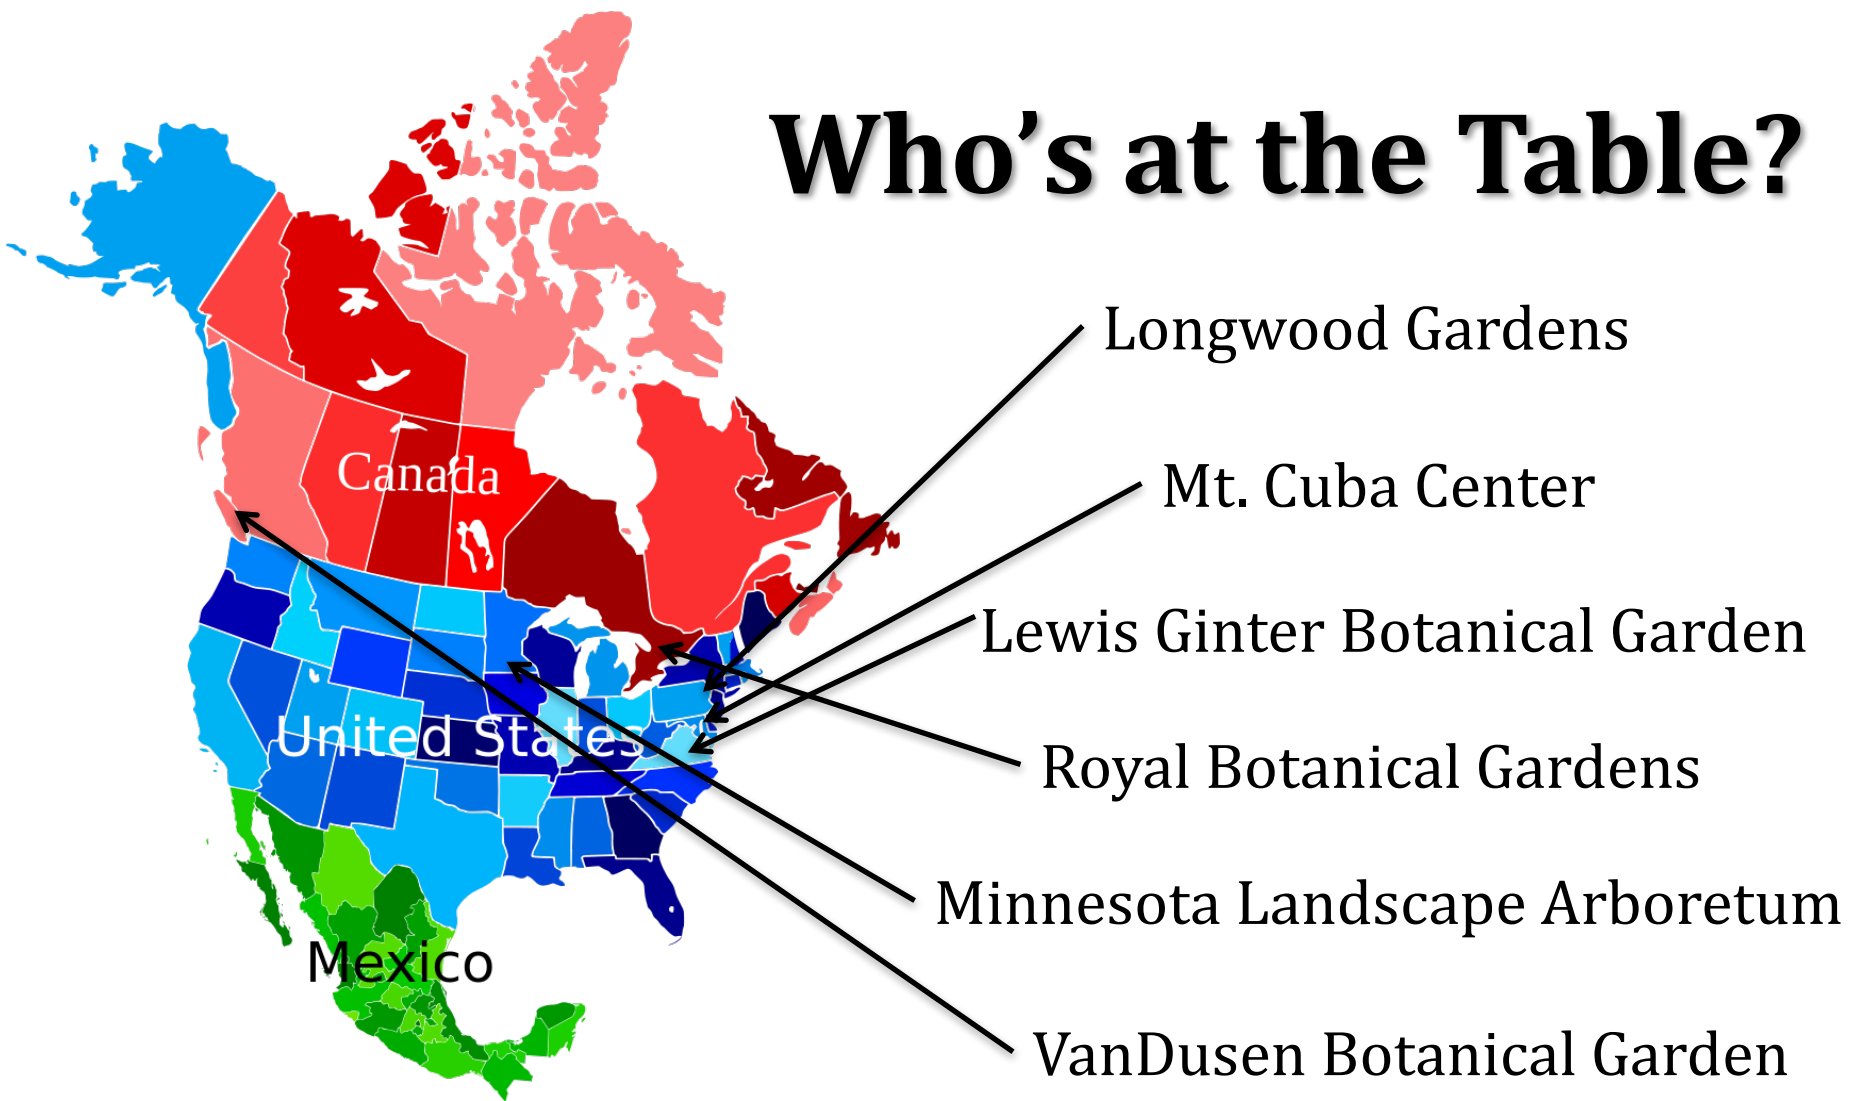 Who’s at the Table?
Longwood Gardens
Canada
Mt. Cuba Center
Lewis Ginter Botanical Garden
United States
Royal Botanical Gardens
Minnesota Landscape Arboretum
Mexico
VanDusen Botanical Garden